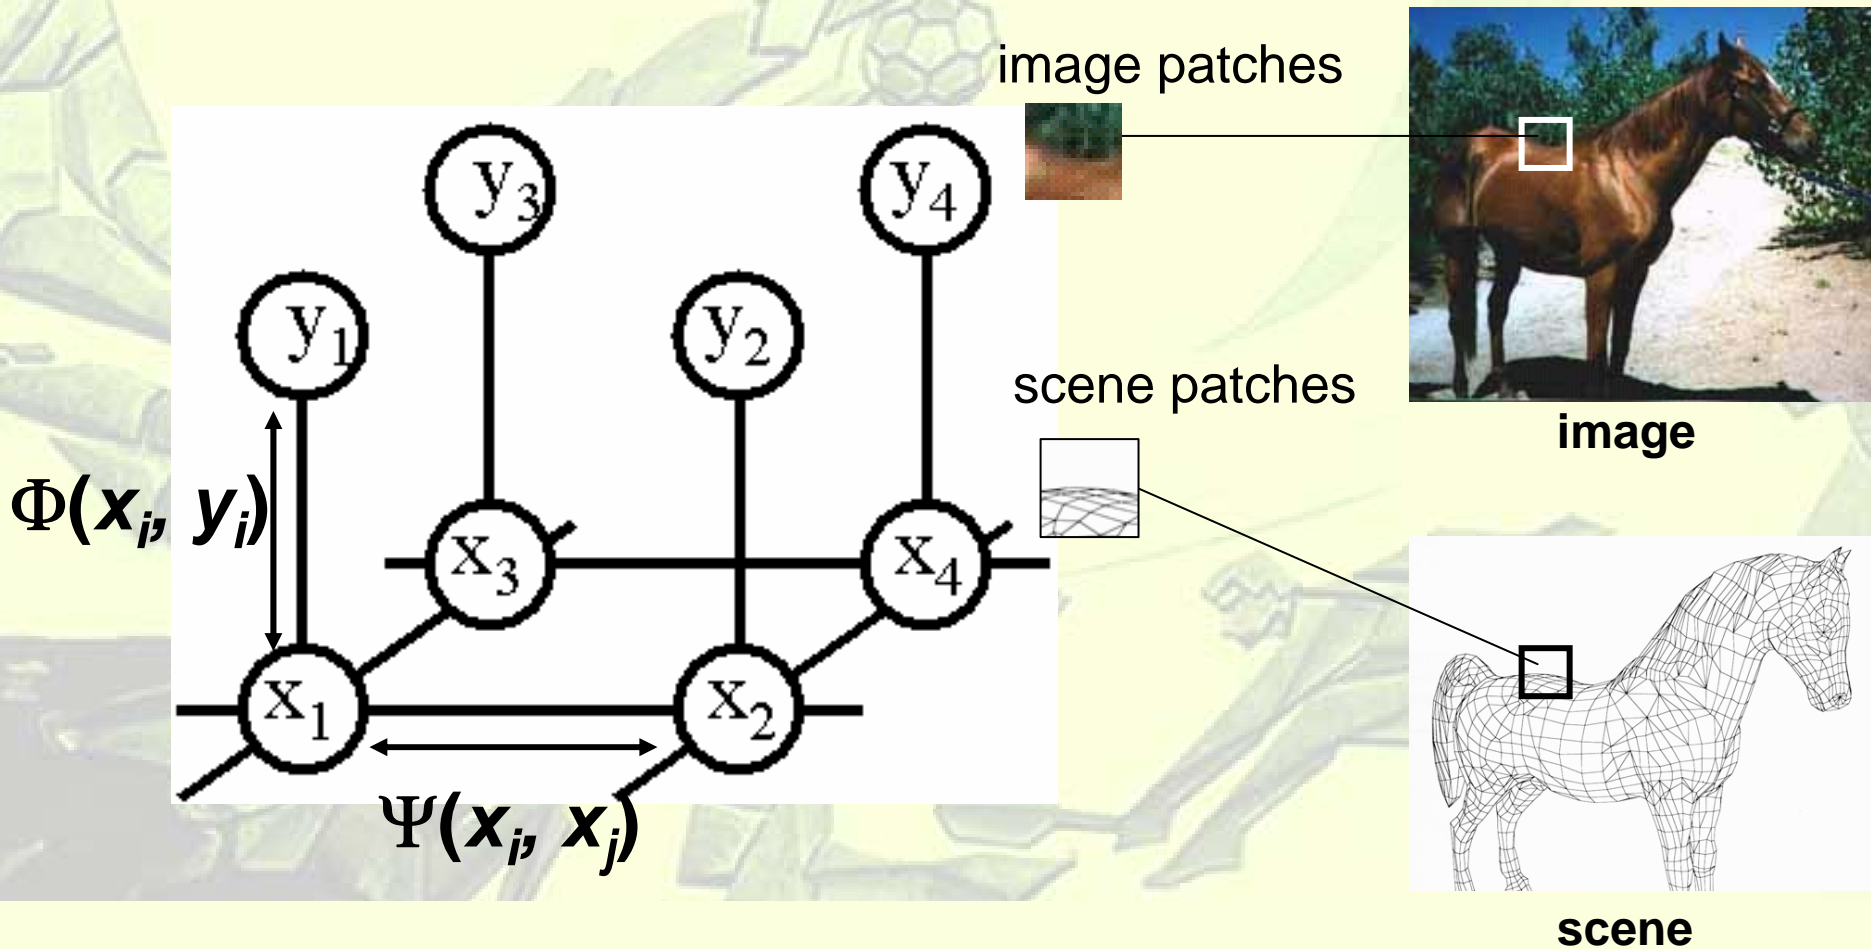 image patches
y3
y4
y1
y2
scene patches
image
Φ(xi, yi)
x3
x4
x1
x2
Ψ(xi, xj)
scene